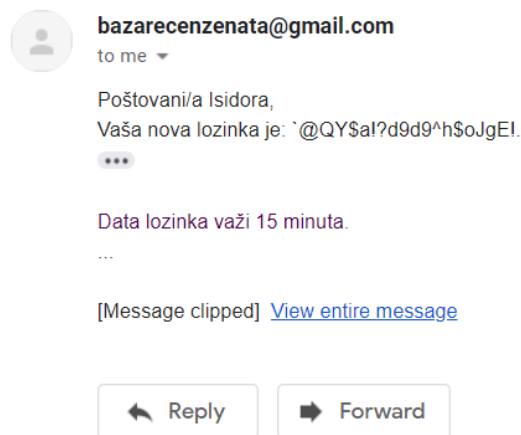 bazarecenzenata@gmail.com
to me
Poštovani/a Isidora,
Vaša nova lozinka je: `@QY$a!?d9d9^h$oJgE!.
•••
Data lozinka važi 15 minuta.
...
[Message clipped] View entire message
Reply Forward